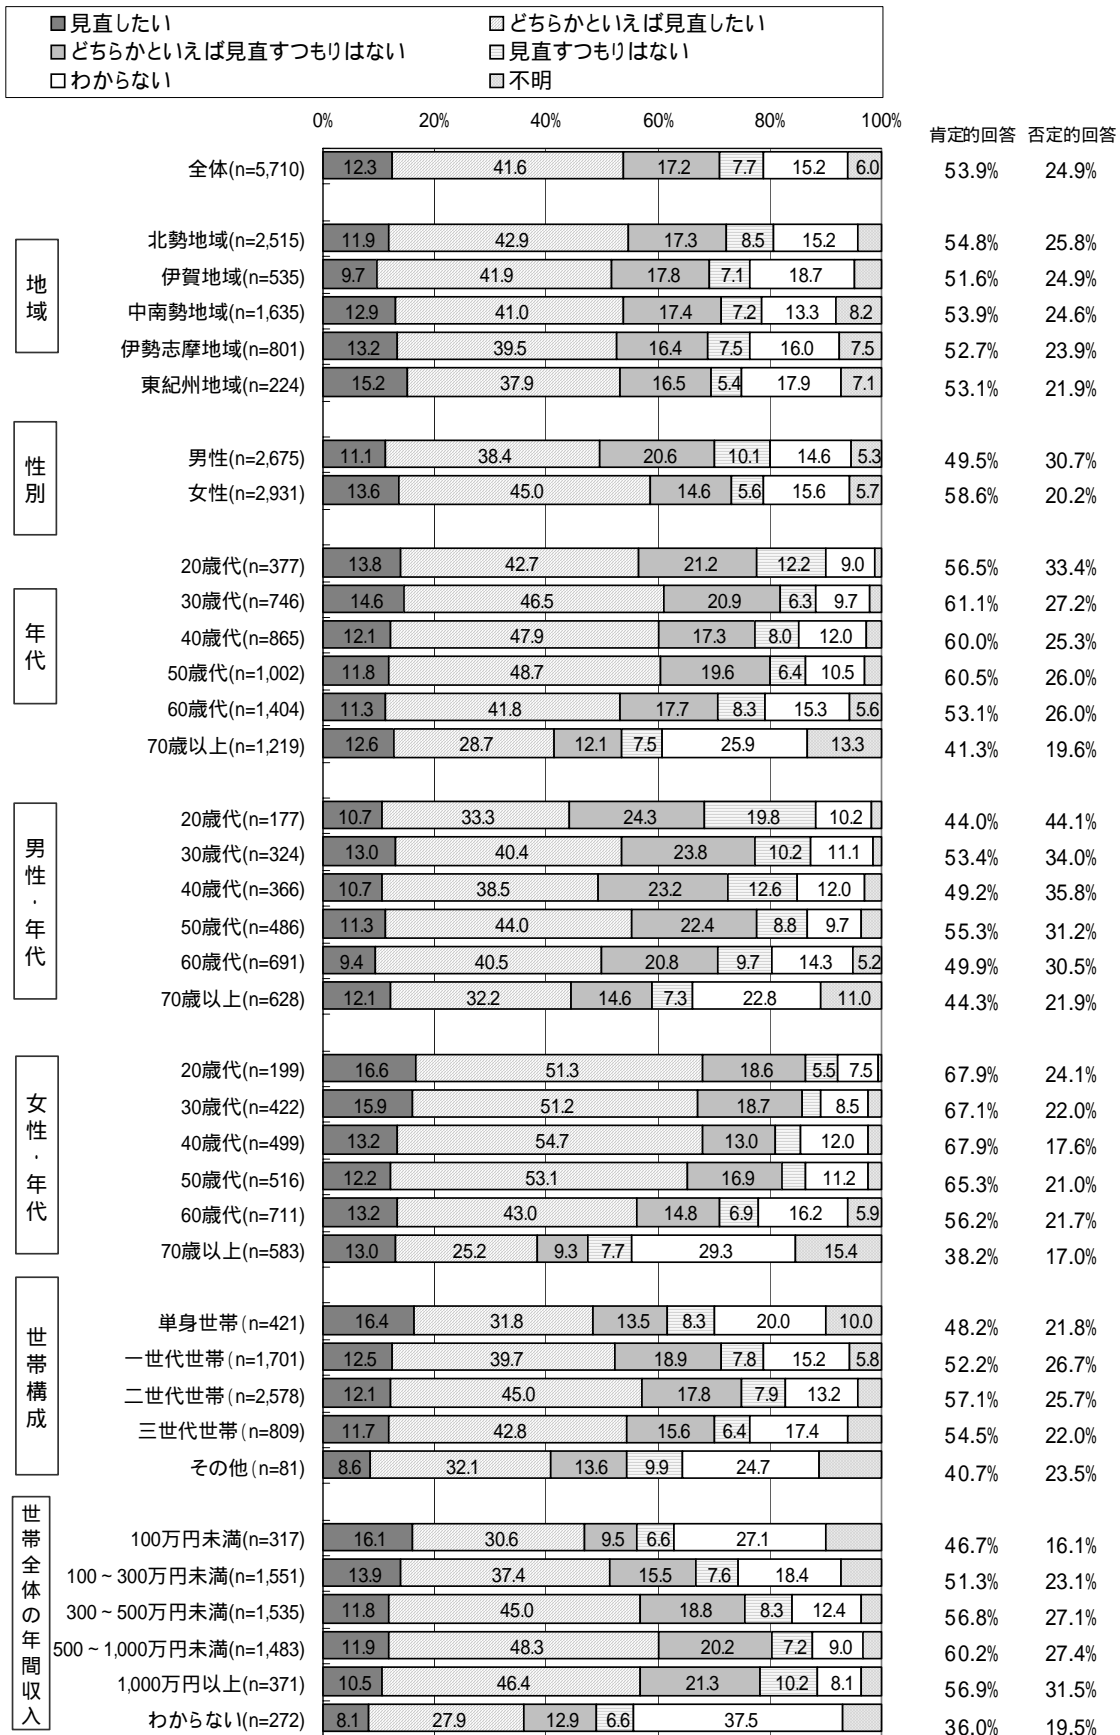 見直したい どちらかといえば見直したい
どちらかといえば見直すつもりはない 見直すつもりはない
わからない 不明
0% 20% 40% 60% 80% 100% 肯定的回答 否定的回答
全体(n=5,710) 12.3 41.6 17.2 7.7 15.2 6.0 53.9% 24.9%
地域
北勢地域(n=2,515) 11.9 42.9 17.3 8.5 15.2 54.8% 25.8%
伊賀地域(n=535) 9.7 41.9 17.8 7.1 18.7 51.6% 24.9%
中南勢地域(n=1,635) 12.9 41.0 17.4 7.2 13.3 8.2 53.9% 24.6%
伊勢志摩地域(n=801) 13.2 39.5 16.4 7.5 16.0 7.5 52.7% 23.9%
東紀州地域(n=224) 15.2 37.9 16.5 5.4 17.9 7.1 53.1% 21.9%
性別
男性(n=2,675) 11.1 38.4 20.6 10.1 14.6 5.3 49.5% 30.7%
女性(n=2,931) 13.6 45.0 14.6 5.6 15.6 5.7 58.6% 20.2%
年代
20歳代(n=377) 13.8 42.7 21.2 12.2 9.0 56.5% 33.4%
30歳代(n=746) 14.6 46.5 20.9 6.3 9.7 61.1% 27.2%
40歳代(n=865) 12.1 47.9 17.3 8.0 12.0 60.0% 25.3%
50歳代(n=1,002) 11.8 48.7 19.6 6.4 10.5 60.5% 26.0%
60歳代(n=1,404) 11.3 41.8 17.7 8.3 15.3 5.6 53.1% 26.0%
70歳以上(n=1,219) 12.6 28.7 12.1 7.5 25.9 13.3 41.3% 19.6%
男性・年代
20歳代(n=177) 10.7 33.3 24.3 19.8 10.2 44.0% 44.1%
30歳代(n=324) 13.0 40.4 23.8 10.2 11.1 53.4% 34.0%
40歳代(n=366) 10.7 38.5 23.2 12.6 12.0 49.2% 35.8%
50歳代(n=486) 11.3 44.0 22.4 8.8 9.7 55.3% 31.2%
60歳代(n=691) 9.4 40.5 20.8 9.7 14.3 5.2 49.9% 30.5%
70歳以上(n=628) 12.1 32.2 14.6 7.3 22.8 11.0 44.3% 21.9%
女性・年代
20歳代(n=199) 16.6 51.3 18.6 5.5 7.5 67.9% 24.1%
30歳代(n=422) 15.9 51.2 18.7 8.5 67.1% 22.0%
40歳代(n=499) 13.2 54.7 13.0 12.0 67.9% 17.6%
50歳代(n=516) 12.2 53.1 16.9 11.2 65.3% 21.0%
60歳代(n=711) 13.2 43.0 14.8 6.9 16.2 5.9 56.2% 21.7%
70歳以上(n=583) 13.0 25.2 9.3 7.7 29.3 15.4 38.2% 17.0%
世帯構成
単身世帯(n=421) 16.4 31.8 13.5 8.3 20.0 10.0 48.2% 21.8%
一世代世帯(n=1,701) 12.5 39.7 18.9 7.8 15.2 5.8 52.2% 26.7%
二世代世帯(n=2,578) 12.1 45.0 17.8 7.9 13.2 57.1% 25.7%
三世代世帯(n=809) 11.7 42.8 15.6 6.4 17.4 54.5% 22.0%
その他(n=81) 8.6 32.1 13.6 9.9 24.7 40.7% 23.5%
世帯全体の年間収入
100万円未満(n=317) 16.1 30.6 9.5 6.6 27.1 46.7% 16.1%
100~300万円未満(n=1,551) 13.9 37.4 15.5 7.6 18.4 51.3% 23.1%
300~500万円未満(n=1,535) 11.8 45.0 18.8 8.3 12.4 56.8% 27.1%
500~1,000万円未満(n=1,483) 11.9 48.3 20.2 7.2 9.0 60.2% 27.4%
1,000万円以上(n=371) 10.5 46.4 21.3 10.2 8.1 56.9% 31.5%
わからない(n=272) 8.1 27.9 12.9 6.6 37.5 36.0% 19.5%